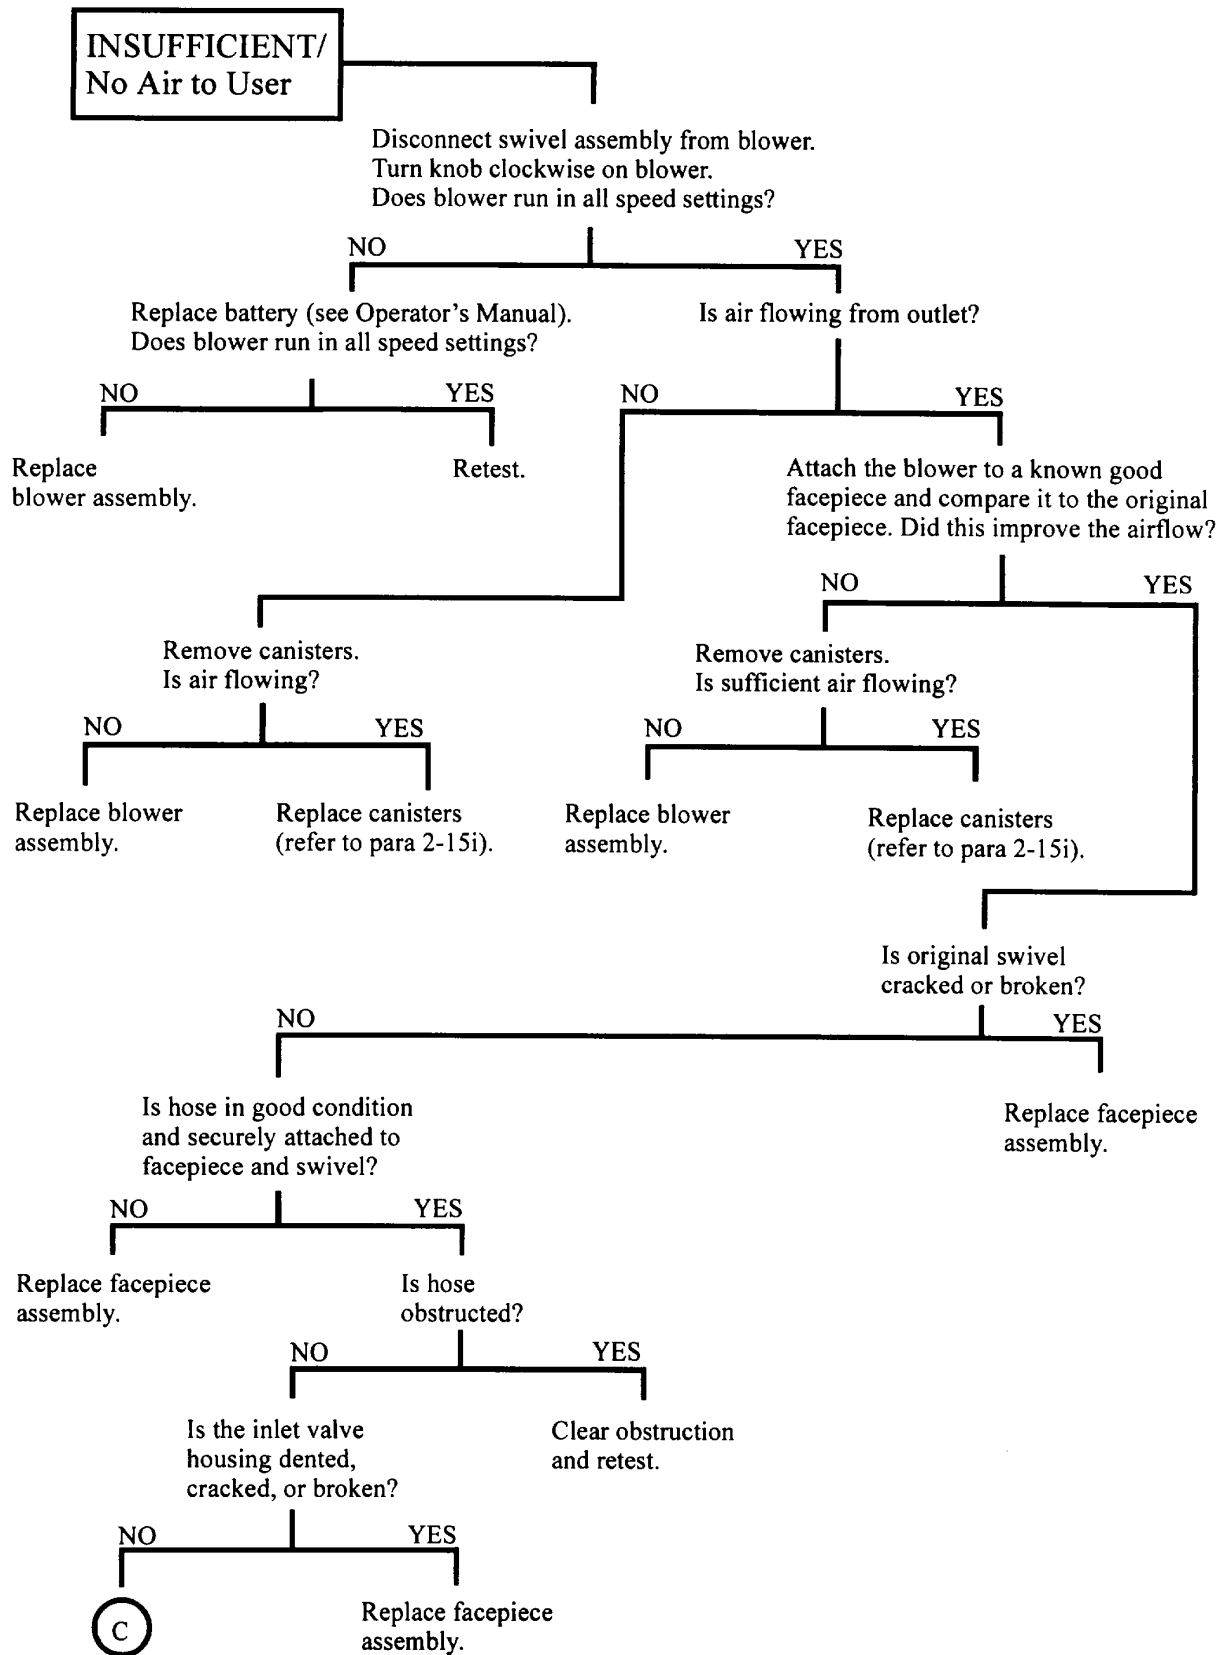 INSUFFICIENT/
No Air to User
Disconnect swivel assembly from blower.
Turn knob clockwise on blower.
Does blower run in all speed settings?
NO
YES
Replace battery (see Operator's Manual).
Does blower run in all speed settings?
Is air flowing from outlet?
NO
YES
NO
YES
Replace
blower assembly.
Retest.
Attach the blower to a known good
facepiece and compare it to the original
facepiece. Did this improve the airflow?
NO
YES
Remove canisters.
Is air flowing?
Remove canisters.
Is sufficient air flowing?
NO
YES
NO
YES
Replace blower
assembly.
Replace canisters
(refer to para 2-15i).
Replace blower
assembly.
Replace canisters
(refer to para 2-15i).
Is original swivel
cracked or broken?
NO
YES
Is hose in good condition
and securely attached to
facepiece and swivel?
Replace facepiece
assembly.
NO
YES
Replace facepiece
assembly.
Is hose
obstructed?
NO
YES
Is the inlet valve
housing dented,
cracked, or broken?
Clear obstruction
and retest.
NO
YES
C
Replace facepiece
assembly.